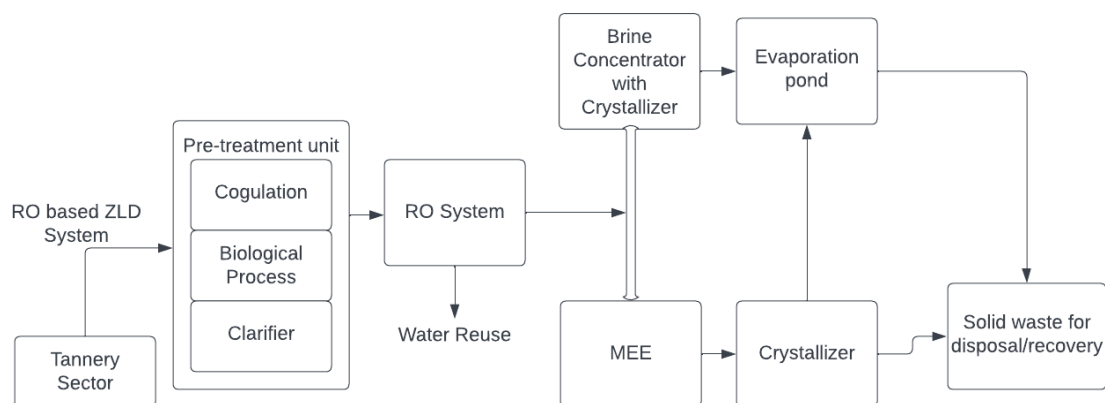 RO based ZLD
System
Tannery
Sector
Pre-treatment unit
Cogulation
Biological
Process
Clarifier
RO System
Water Reuse
Brine
Concentrator
with
Crystallizer
Evaporation
pond
MEE
Crystallizer
Solid waste for
disposal/recovery